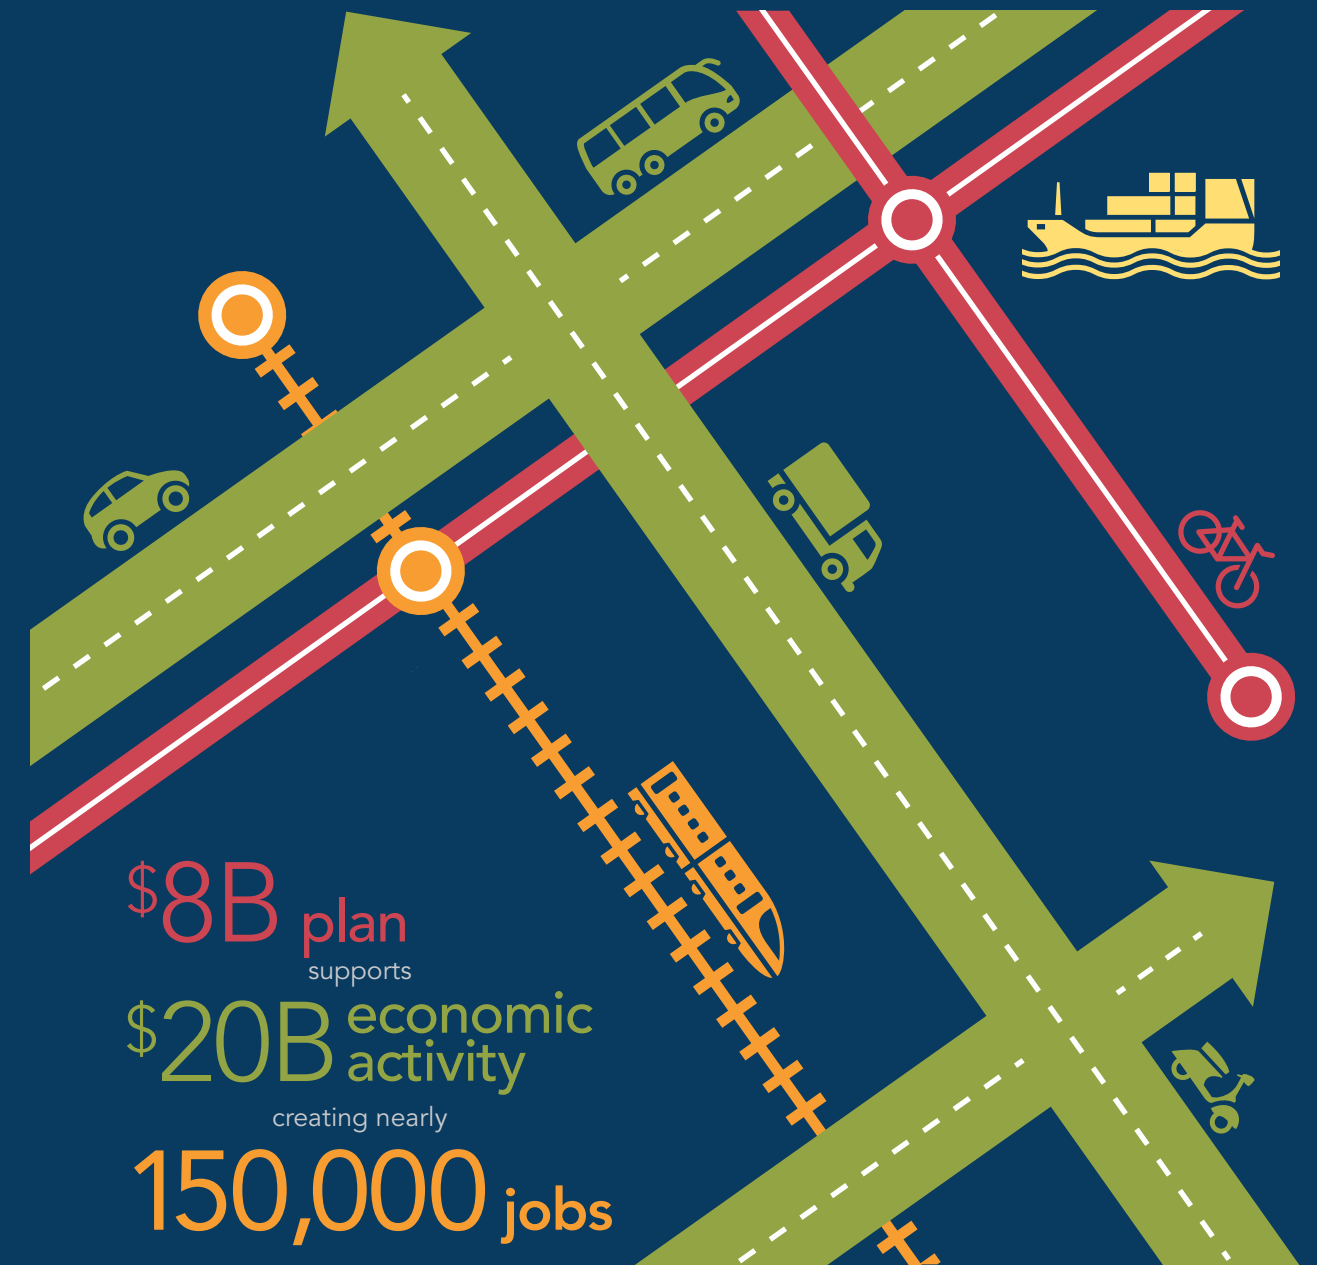 $8B plan
supports
$20B economic
activity
creating nearly
150,000 jobs